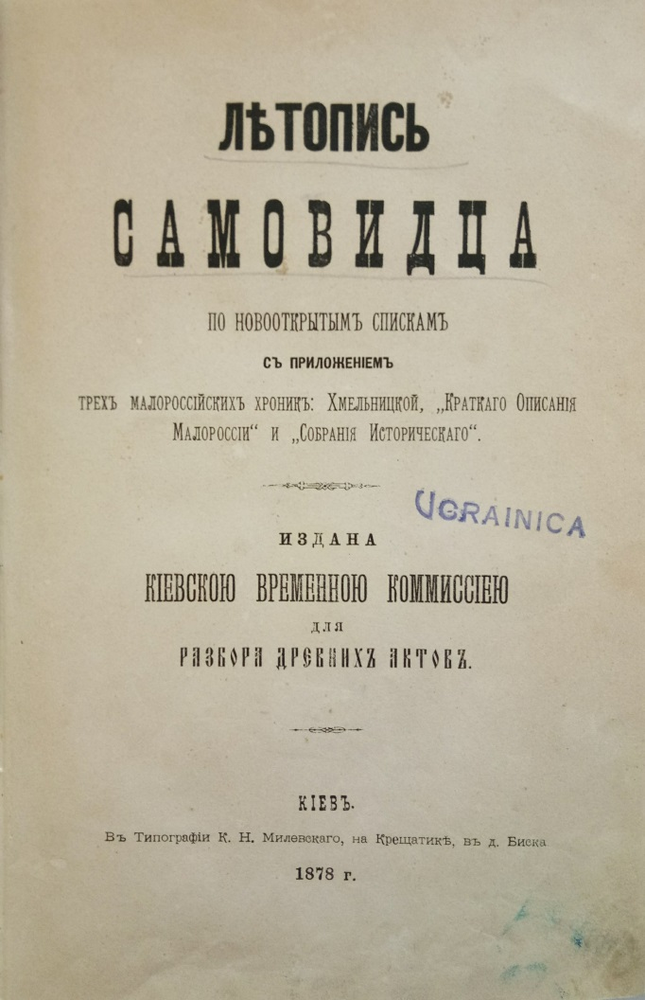 ЛѢТОПИСЬ
САМОВИДЦА
ПО НОВООТКРЫТЫМЪ СПИСКАМЪ
СЪ ПРИЛОЖЕНІЕМЪ
ТРЕХЪ МАЛОРОССІЙСКИХЪ ХРОНИКЪ: ХМЕЛЬНИЦКОЙ, „КРАТКАГО ОПИСАНІЯ
МАЛОРОССІИ“ И „СОБРАНІЯ ИСТОРИЧЕСКАГО“.
UCRAINICA
ИЗДАНА
КІЕВСКОЮ ВРЕМЕННОЮ КОММИССІЕЮ
ДЛЯ
РАЗБОРА ДРЕВНИХЪ АКТОВЪ.
КІЕВЪ.
Въ Типографіи К. Н. Милевскаго, на Крещатикѣ, въ д. Биска
1878 г.